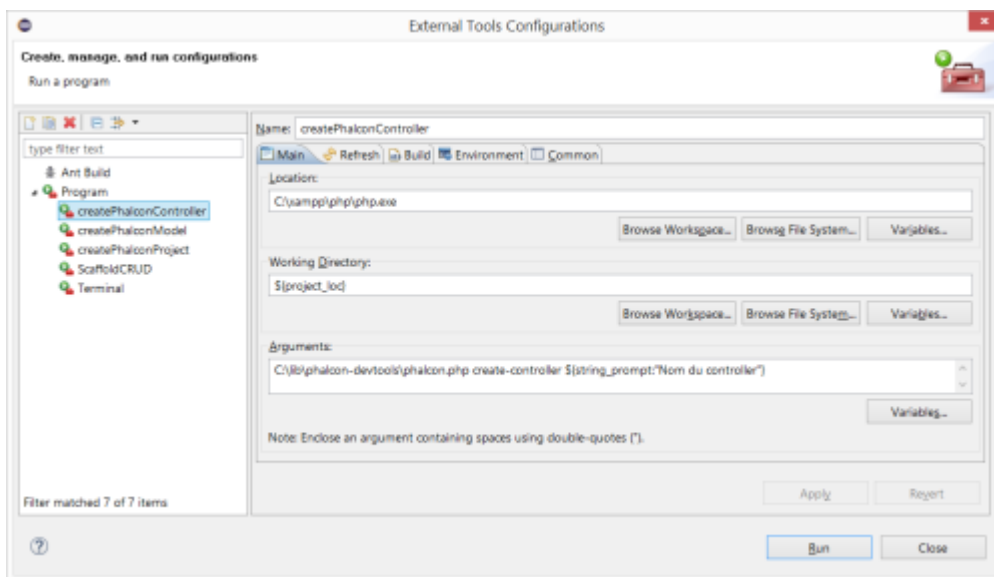 External Tools Configurations
Create, manage, and run configurations
Run a program
type filter text
Ant Build
Program
createPhalconController
createPhalconModel
createPhalconProject
ScaffoldCRUD
Terminal
Filter matched 7 of 7 items
Name: createPhalconController
Main Refresh Build Environment Common
Location:
C:\xampp\php\php.exe
Browse Workspace... Browse File System... Variables...
Working Directory:
${project_loc}
Browse Workspace... Browse File System... Variables...
Arguments:
C:\lib\phalcon-devtools\phalcon.php create-controller ${string_prompt:"Nom du controller"}
Variables...
Note: Enclose an argument containing spaces using double-quotes (").
Apply Revert
Run Close